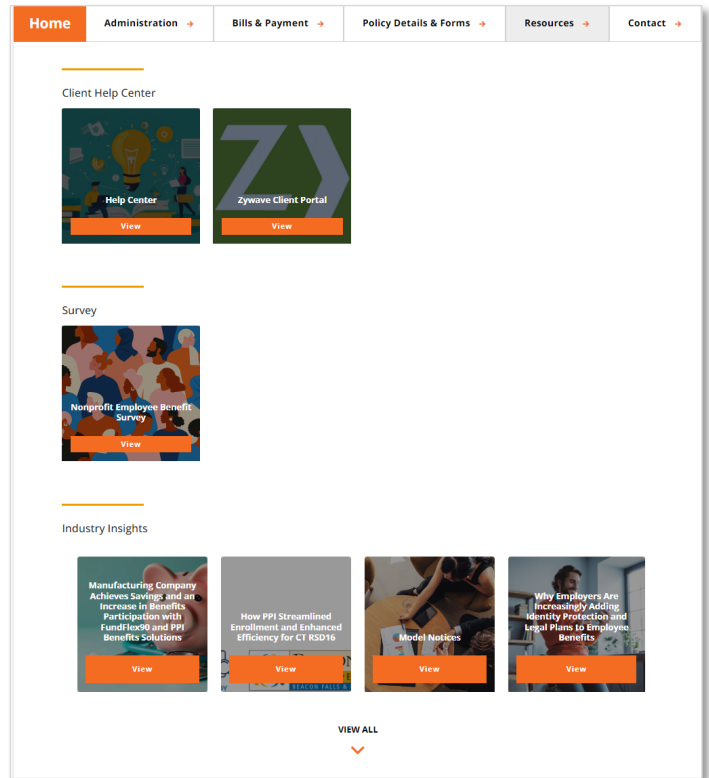 Home
Administration →
Bills & Payment →
Policy Details & Forms →
Resources →
Contact →
Client Help Center
Help Center
View
Zywave Client Portal
View
Survey
Nonprofit Employee Benefit
Survey
View
Industry Insights
Manufacturing Company
Achieves Savings and an
Increase in Benefits
Participation with
FundFlex90 and PPI
Benefits Solutions
View
How PPI Streamlined
Enrollment and Enhanced
Efficiency for CT RSD16
View
BEACON FALLS &
Model Notices
View
Why Employers Are
Increasingly Adding
Identity Protection and
Legal Plans to Employee
Benefits
View
VIEW ALL